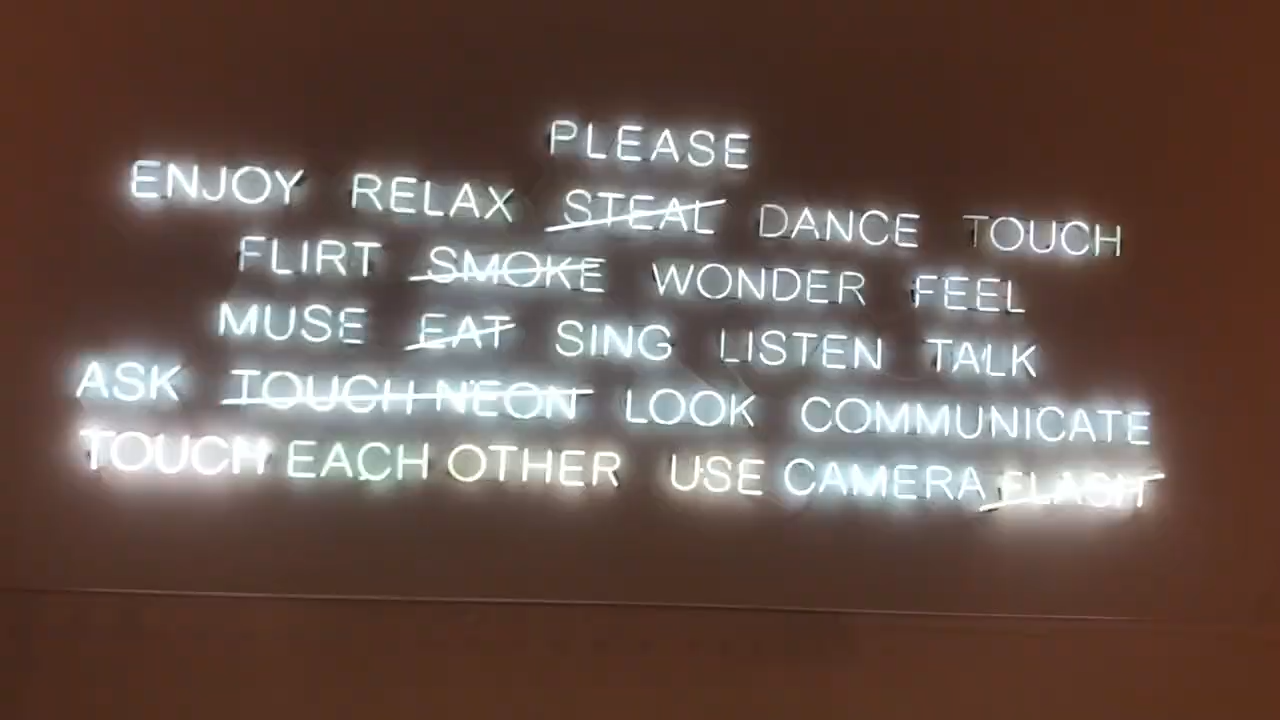 PLEASE
ENJOY RELAX STEAL DANCE TOUCH
FLIRT SMOKE WONDER FEEL
MUSE EAT SING LISTEN TALK
ASK TOUCH NEON LOOK COMMUNICATE
TOUCH EACH OTHER USE CAMERA FLASH